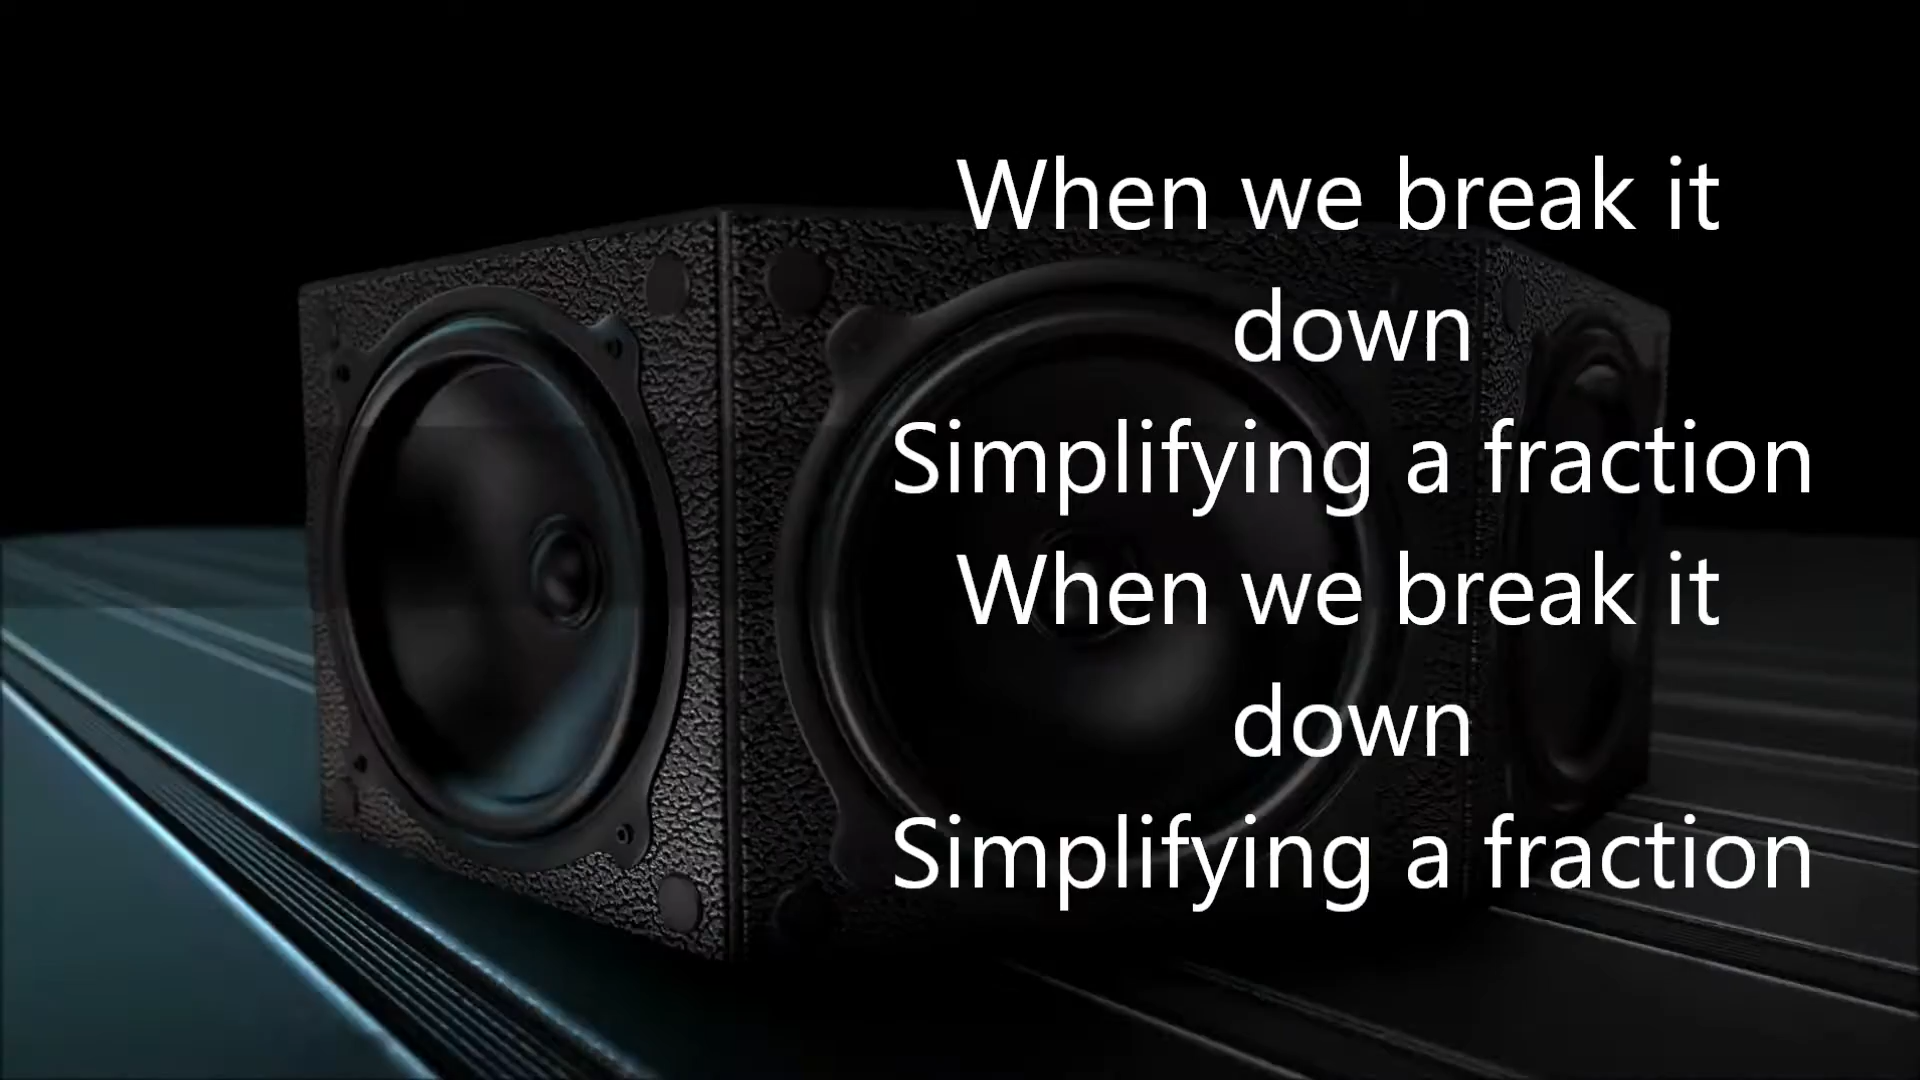 When we break it
down
Simplifying a fraction
When we break it
down
Simplifying a fraction